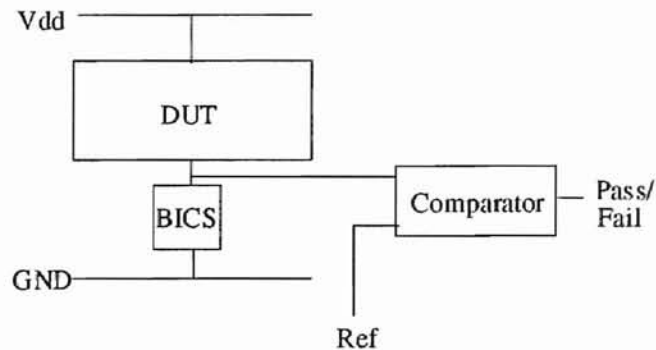 Vdd
DUT
BICS
Comparator
Pass/
Fail
GND
Ref